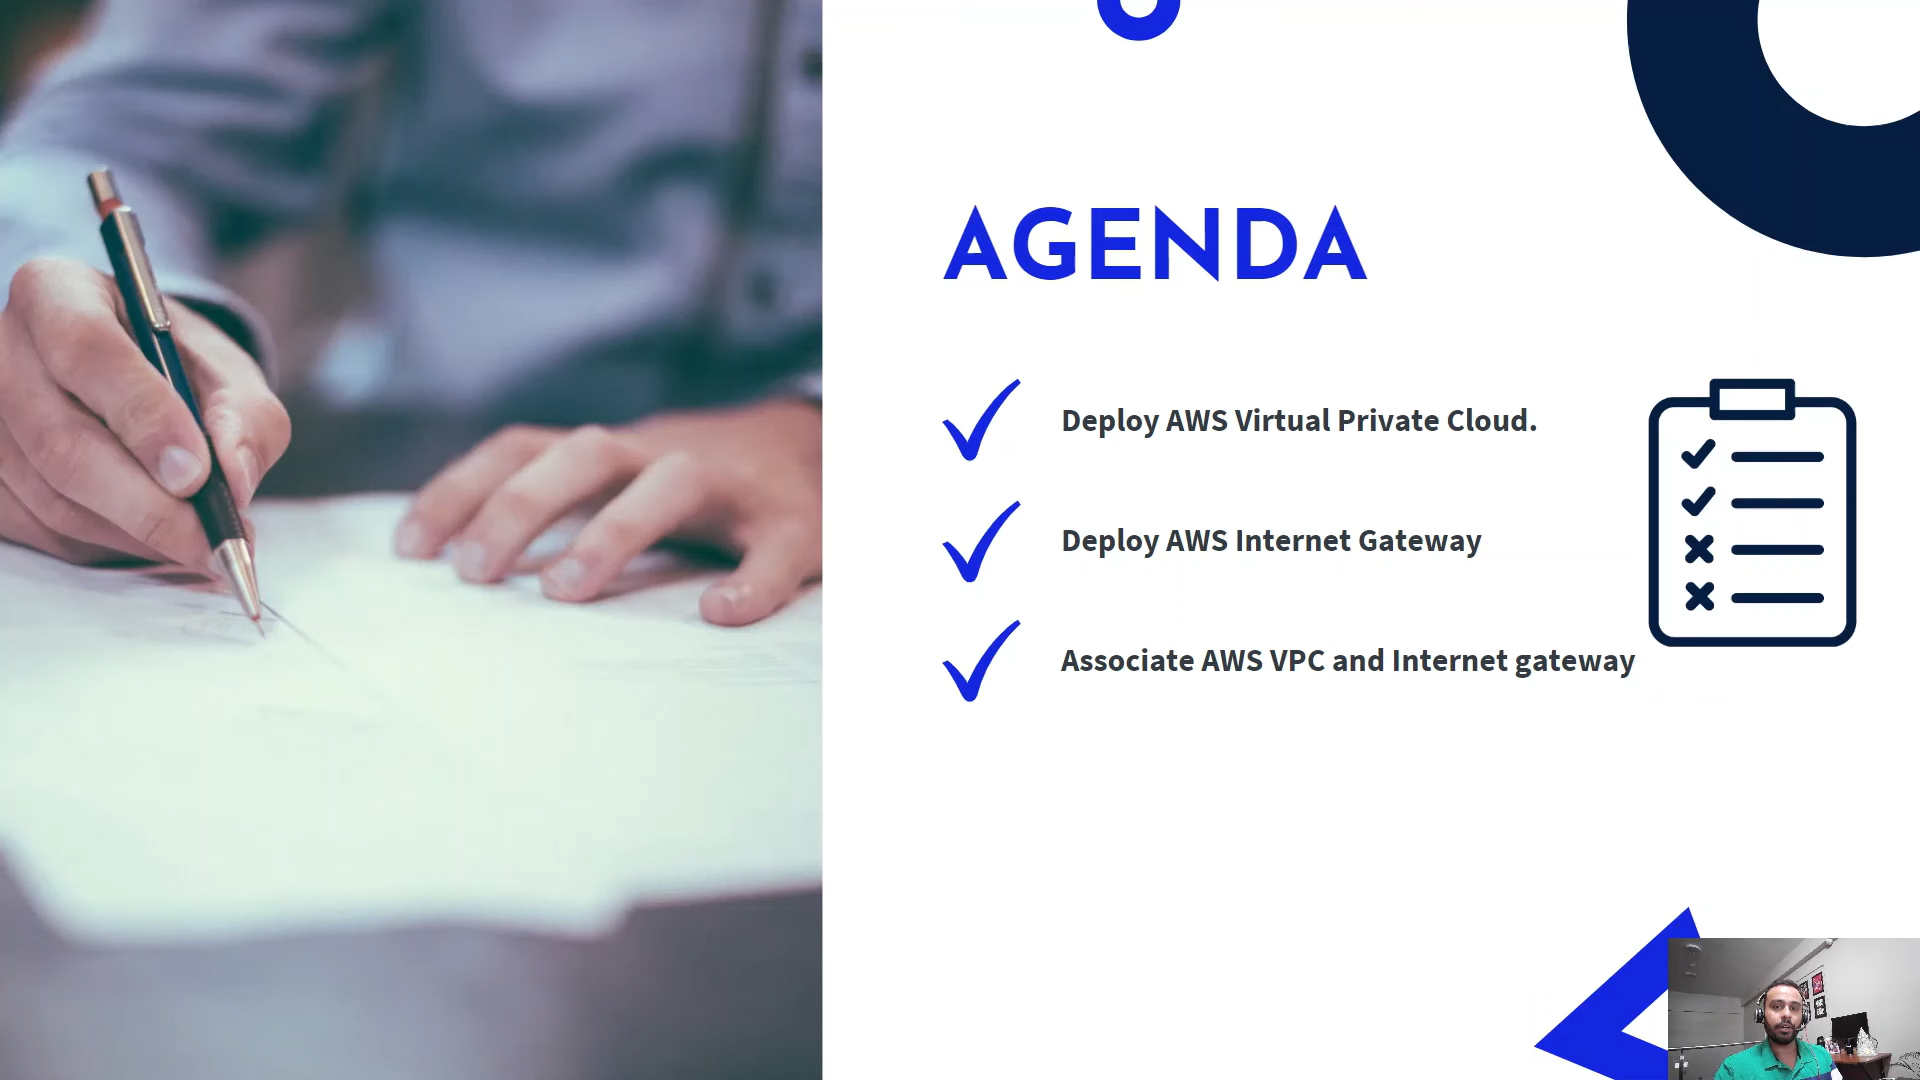 AGENDA
Deploy AWS Virtual Private Cloud.
Deploy AWS Internet Gateway
Associate AWS VPC and Internet gateway